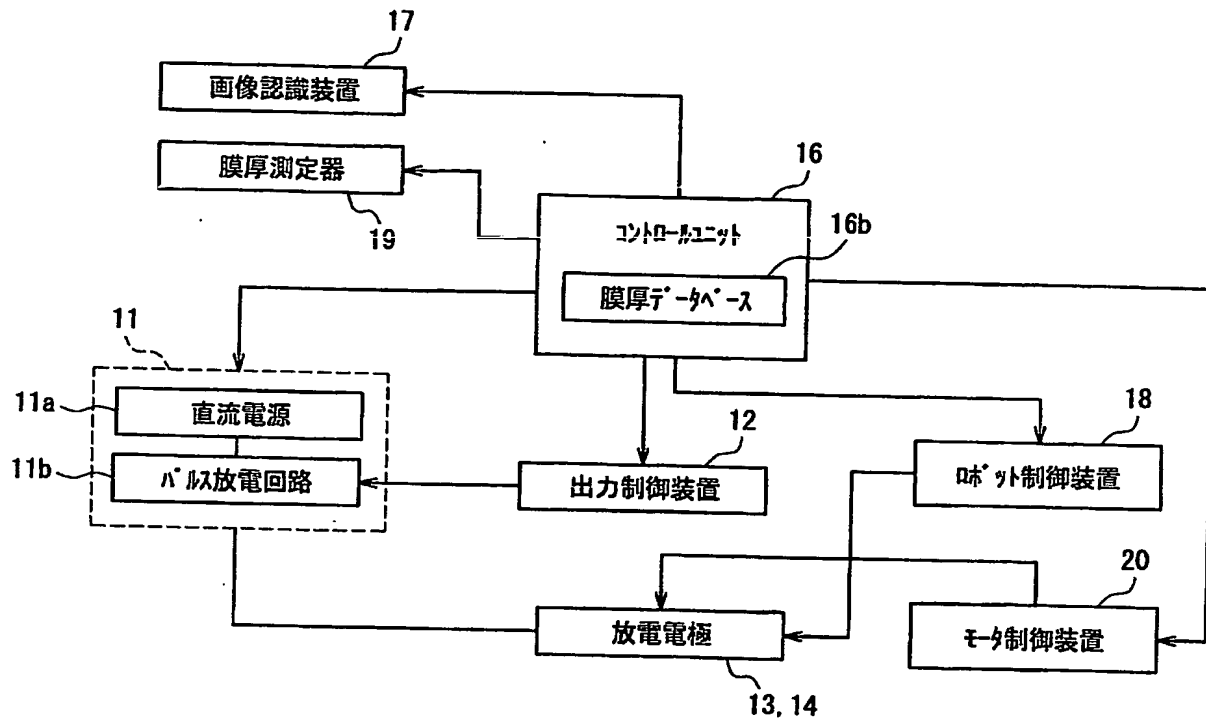 17
画像認識装置
膜厚測定器
19
16
コントロールユニット
16b
膜厚データベース
11
11a
直流電源
11b
パルス放電回路
12
出力制御装置
18
ロボット制御装置
20
放電電極
モータ制御装置
13, 14